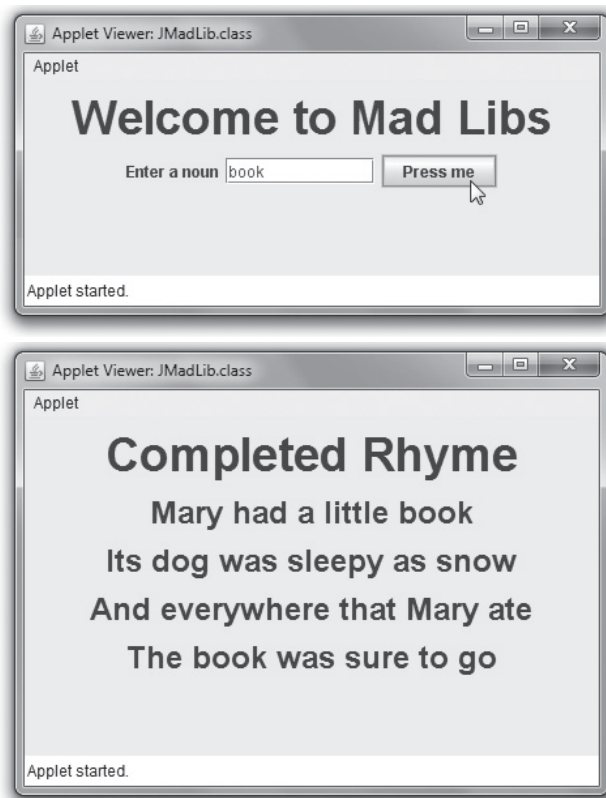 Applet Viewer: JMadLib.class
Applet
Welcome to Mad Libs
Enter a noun book Press me
Applet started.
Applet Viewer: JMadLib.class
Applet
Completed Rhyme
Mary had a little book
Its dog was sleepy as snow
And everywhere that Mary ate
The book was sure to go
Applet started.